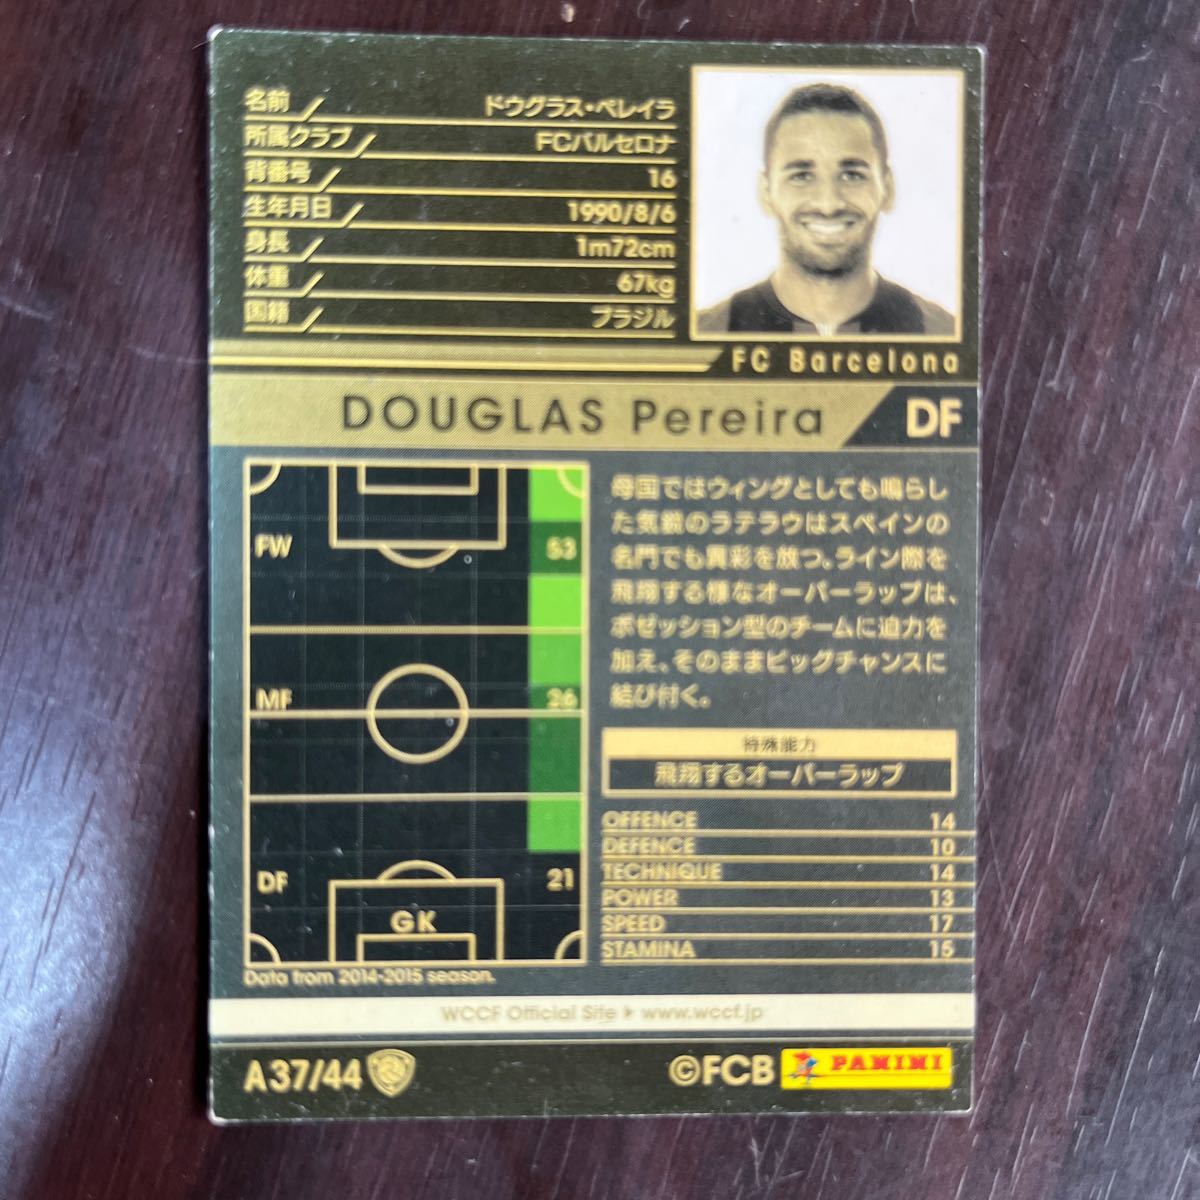 名前 ドウグラス・ペレイラ
所属クラブ FCバルセロナ
背番号 16
生年月日 1990/8/6
身長 1m72cm
体重 67kg
国籍 ブラジル
FC Barcelona
DOUGLAS Pereira DF
FW 53
MF 26
DF 21
GK
Data from 2014-2015 season.
母国ではウィングとしても鳴らし
た気鋭のラテラウはスペインの
名門でも異彩を放つ。ライン際を
飛翔する様なオーバーラップは、
ポゼッション型のチームに迫力を
加え、そのままビッグチャンスに
結び付く。
特殊能力
飛翔するオーバーラップ
OFFENCE 14
DEFENCE 10
TECHNIQUE 14
POWER 13
SPEED 17
STAMINA 15
WCCF Official Site ▶ www.wccf.jp
A37/44
©FCB PANINI